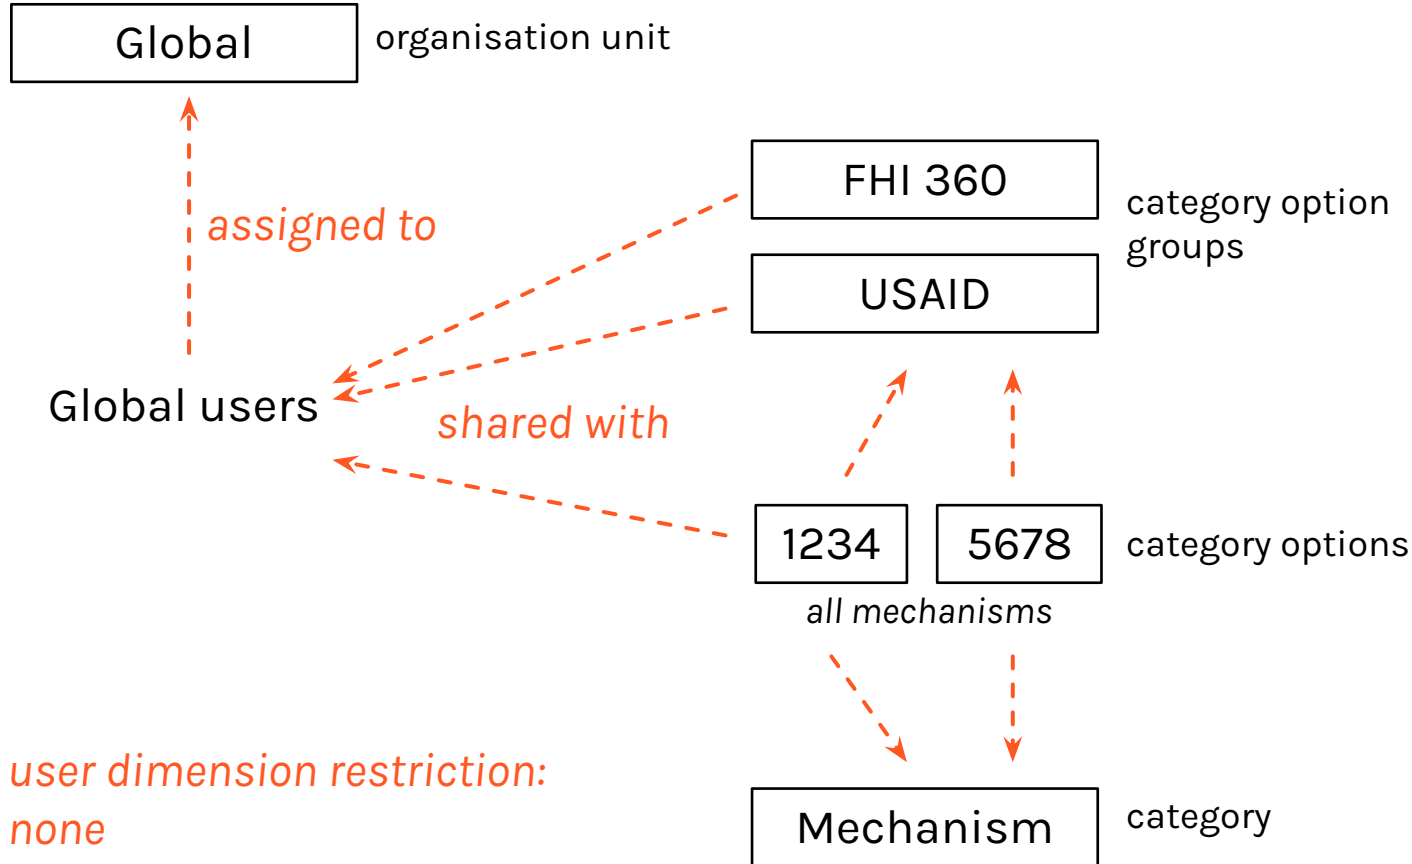 Global
organisation unit
FHI 360
category option
groups
assigned to
USAID
Global users
shared with
1234
5678
category options
all mechanisms
user dimension restriction:
none
Mechanism
category